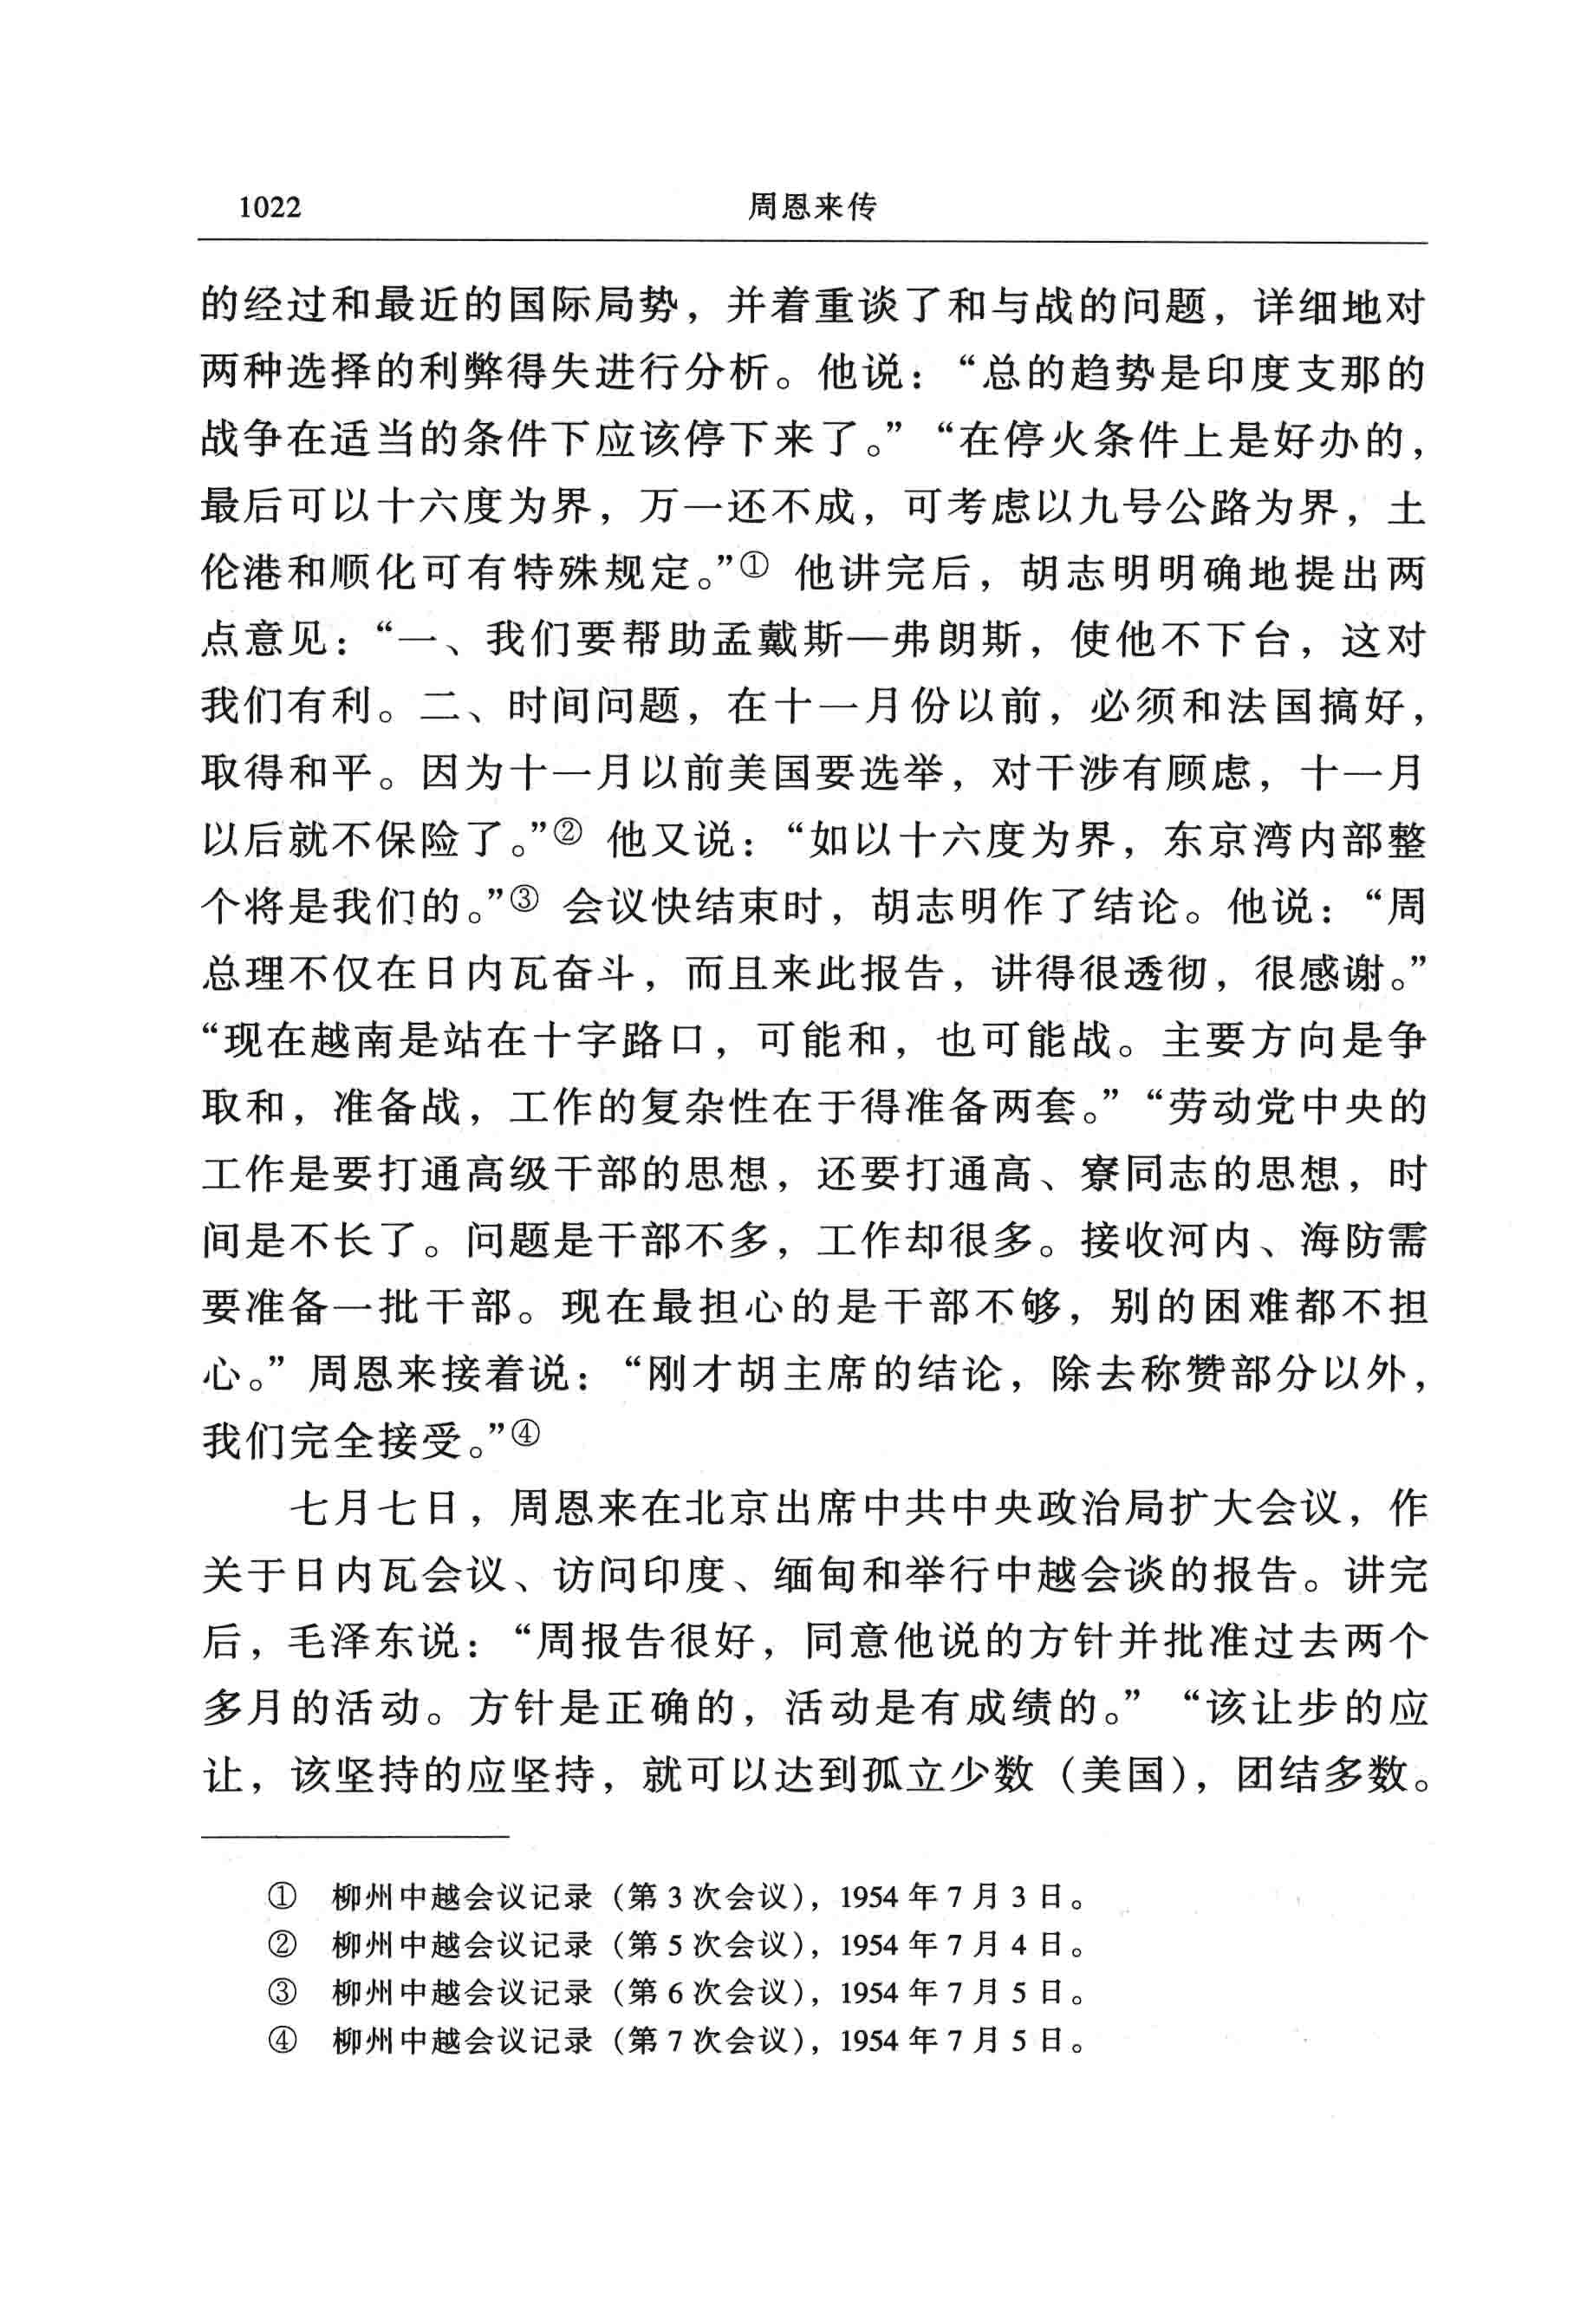 1022 周恩来传
的经过和最近的国际局势，并着重谈了和与战的问题，详细地对
两种选择的利弊得失进行分析。他说：“总的趋势是印度支那的
战争在适当的条件下应该停下来了。”“在停火条件上是好办的，
最后可以十六度为界，万一还不成，可考虑以九号公路为界，土
伦港和顺化可有特殊规定。”① 他讲完后，胡志明明确地提出两
点意见：“一、我们要帮助孟戴斯—弗朗斯，使他不下台，这对
我们有利。二、时间问题，在十一月份以前，必须和法国搞好，
取得和平。因为十一月以前美国要选举，对干涉有顾虑，十一月
以后就不保险了。”② 他又说：“如以十六度为界，东京湾内部整
个将是我们的。”③ 会议快结束时，胡志明作了结论。他说：“周
总理不仅在日内瓦奋斗，而且来此报告，讲得很透彻，很感谢。”
“现在越南是站在十字路口，可能和，也可能战。主要方向是争
取和，准备战，工作的复杂性在于得准备两套。”“劳动党中央的
工作是要打通高级干部的思想，还要打通高、寮同志的思想，时
间是不长了。问题是干部不多，工作却很多。接收河内、海防需
要准备一批干部。现在最担心的是干部不够，别的困难都不担
心。”周恩来接着说：“刚才胡主席的结论，除去称赞部分以外，
我们完全接受。”④
七月七日，周恩来在北京出席中共中央政治局扩大会议，作
关于日内瓦会议、访问印度、缅甸和举行中越会谈的报告。讲完
后，毛泽东说：“周报告很好，同意他说的方针并批准过去两个
多月的活动。方针是正确的，活动是有成绩的。”“该让步的应
让，该坚持的应坚持，就可以达到孤立少数（美国），团结多数。
① 柳州中越会议记录（第 3 次会议），1954 年 7 月 3 日。
② 柳州中越会议记录（第 5 次会议），1954 年 7 月 4 日。
③ 柳州中越会议记录（第 6 次会议），1954 年 7 月 5 日。
④ 柳州中越会议记录（第 7 次会议），1954 年 7 月 5 日。